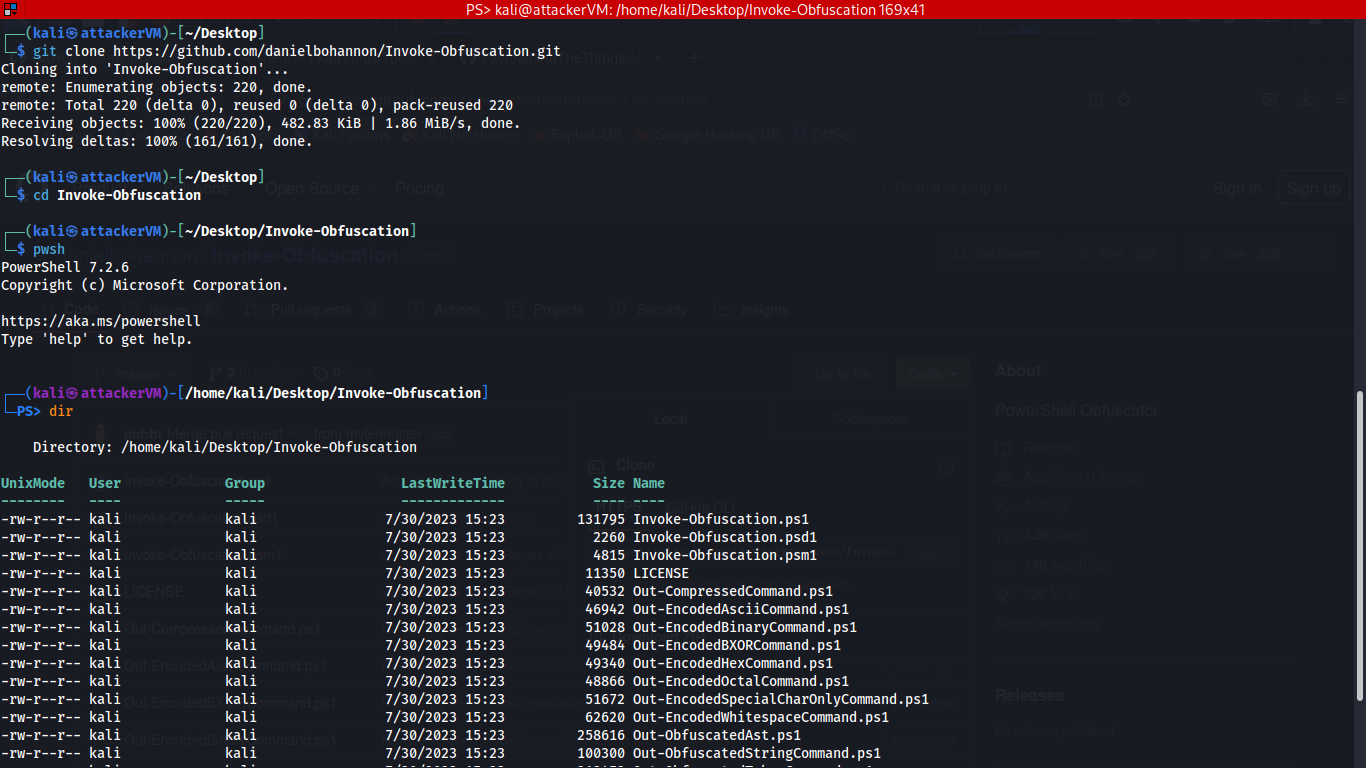 PS> kali@attackerVM: /home/kali/Desktop/Invoke-Obfuscation 169x41
┌──(kali㉿attackerVM)-[~/Desktop]
└─$ git clone https://github.com/danielbohannon/Invoke-Obfuscation.git
Cloning into 'Invoke-Obfuscation'...
remote: Enumerating objects: 220, done.
remote: Total 220 (delta 0), reused 0 (delta 0), pack-reused 220
Receiving objects: 100% (220/220), 482.83 KiB | 1.86 MiB/s, done.
Resolving deltas: 100% (161/161), done.
┌──(kali㉿attackerVM)-[~/Desktop]
└─$ cd Invoke-Obfuscation
┌──(kali㉿attackerVM)-[~/Desktop/Invoke-Obfuscation]
└─$ pwsh
PowerShell 7.2.6
Copyright (c) Microsoft Corporation.
https://aka.ms/powershell
Type 'help' to get help.
┌──(kali㉿attackerVM)-[/home/kali/Desktop/Invoke-Obfuscation]
└─PS> dir
Directory: /home/kali/Desktop/Invoke-Obfuscation
UnixMode User Group LastWriteTime Size Name
-------- ---- ----- ------------- ---- ----
-rw-r--r-- kali kali 7/30/2023 15:23 131795 Invoke-Obfuscation.ps1
-rw-r--r-- kali kali 7/30/2023 15:23 2260 Invoke-Obfuscation.psd1
-rw-r--r-- kali kali 7/30/2023 15:23 4815 Invoke-Obfuscation.psm1
-rw-r--r-- kali kali 7/30/2023 15:23 11350 LICENSE
-rw-r--r-- kali kali 7/30/2023 15:23 40532 Out-CompressedCommand.ps1
-rw-r--r-- kali kali 7/30/2023 15:23 46942 Out-EncodedAsciiCommand.ps1
-rw-r--r-- kali kali 7/30/2023 15:23 51028 Out-EncodedBinaryCommand.ps1
-rw-r--r-- kali kali 7/30/2023 15:23 49484 Out-EncodedBXORCommand.ps1
-rw-r--r-- kali kali 7/30/2023 15:23 49340 Out-EncodedHexCommand.ps1
-rw-r--r-- kali kali 7/30/2023 15:23 48866 Out-EncodedOctalCommand.ps1
-rw-r--r-- kali kali 7/30/2023 15:23 51672 Out-EncodedSpecialCharOnlyCommand.ps1
-rw-r--r-- kali kali 7/30/2023 15:23 62620 Out-EncodedWhitespaceCommand.ps1
-rw-r--r-- kali kali 7/30/2023 15:23 258616 Out-ObfuscatedAst.ps1
-rw-r--r-- kali kali 7/30/2023 15:23 100300 Out-ObfuscatedStringCommand.ps1